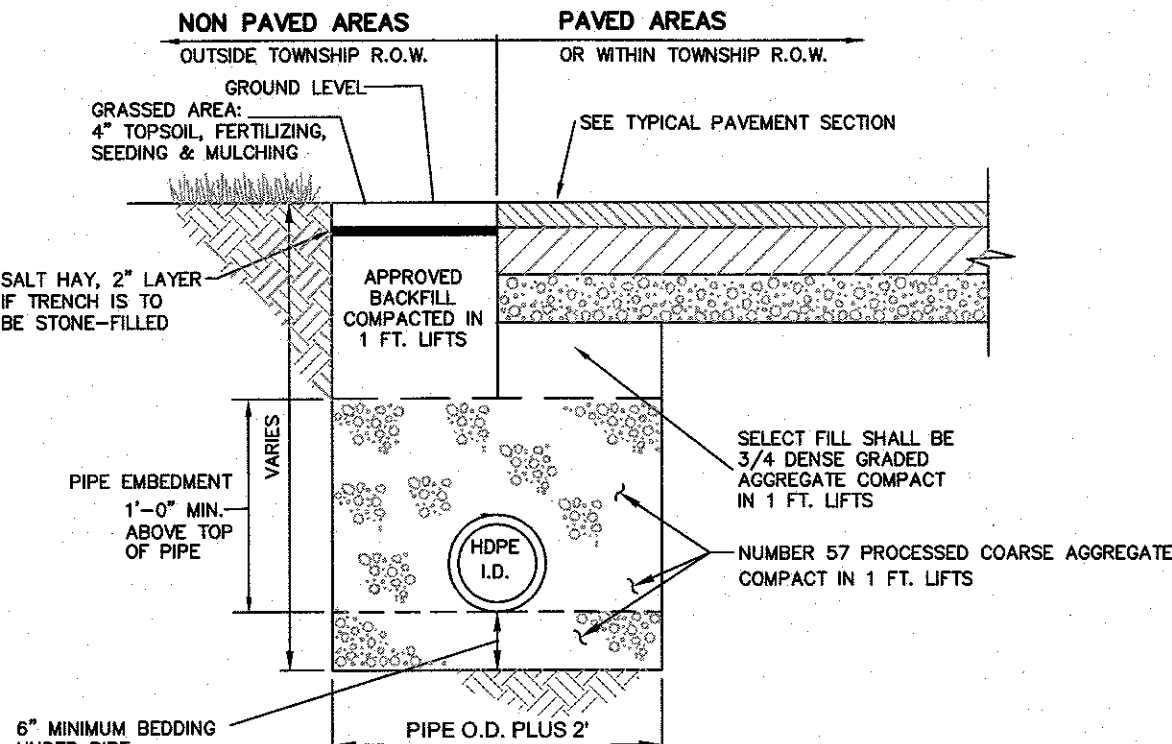 NON PAVED AREAS
OUTSIDE TOWNSHIP R.O.W.
PAVED AREAS
OR WITHIN TOWNSHIP R.O.W.
GROUND LEVEL
GRASSED AREA:
4" TOPSOIL, FERTILIZING,
SEEDING & MULCHING
SEE TYPICAL PAVEMENT SECTION
SALT HAY, 2" LAYER
IF TRENCH IS TO
BE STONE-FILLED
APPROVED
BACKFILL
COMPACTED IN
1 FT. LIFTS
VARIES
PIPE EMBEDMENT
1'-0" MIN.
ABOVE TOP
OF PIPE
SELECT FILL SHALL BE
3/4 DENSE GRADED
AGGREGATE COMPACT
IN 1 FT. LIFTS
HDPE
I.D.
NUMBER 57 PROCESSED COARSE AGGREGATE
COMPACT IN 1 FT. LIFTS
6" MINIMUM BEDDING
UNDER PIPE
PIPE O.D. PLUS 2'